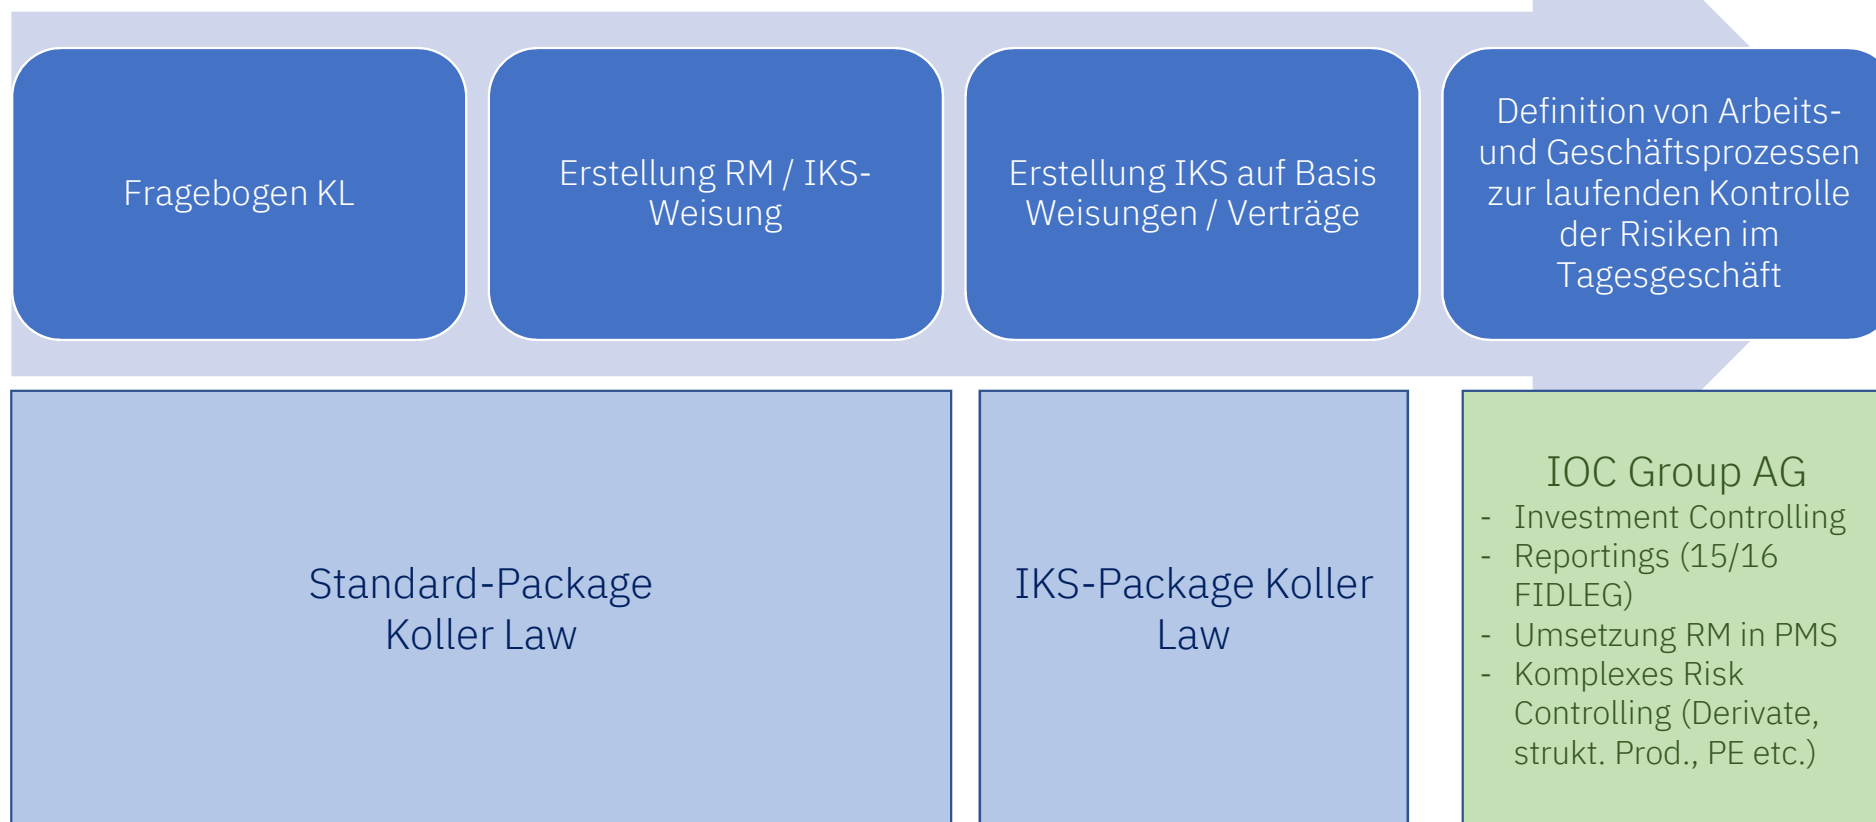 Fragebogen KL
Erstellung RM / IKS-
Weisung
Erstellung IKS auf Basis
Weisungen / Verträge
Definition von Arbeits-
und Geschäftsprozessen
zur laufenden Kontrolle
der Risiken im
Tagesgeschäft
Standard-Package
Koller Law
IKS-Package Koller
Law
IOC Group AG
- Investment Controlling
- Reportings (15/16
FIDLEG)
- Umsetzung RM in PMS
- Komplexes Risk
Controlling (Derivate,
strukt. Prod., PE etc.)